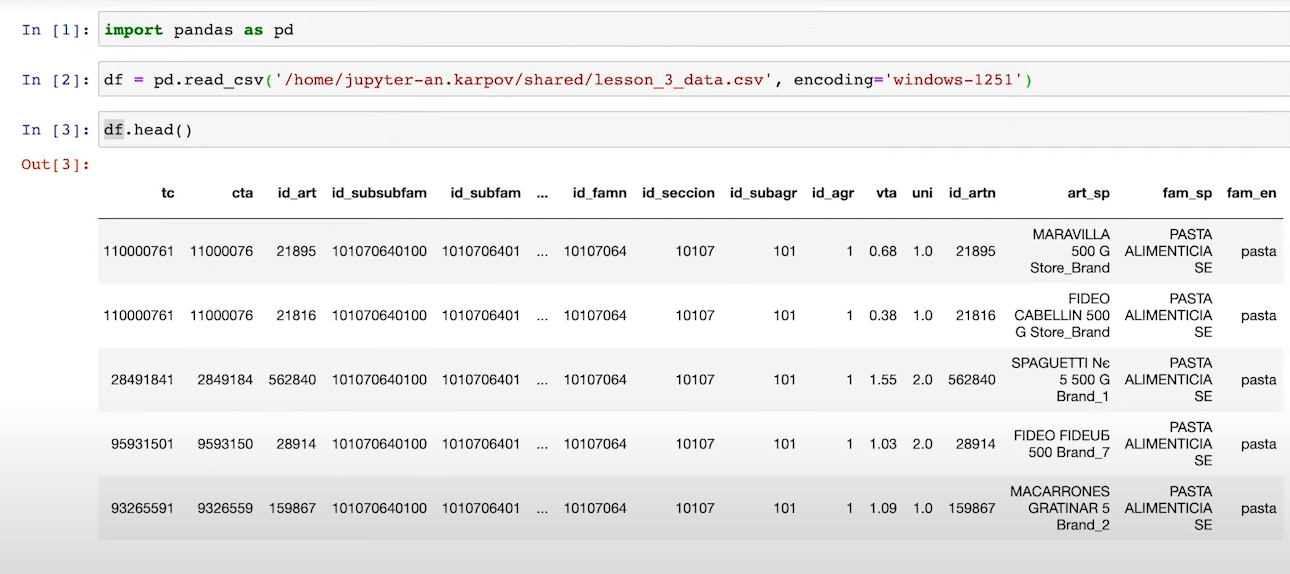 In [1]: import pandas as pd
In [2]: df = pd.read_csv('/home/jupyter-an.karpov/shared/lesson_3_data.csv', encoding='windows-1251')
In [3]: df.head()
Out[3]:
tc cta id_art id_subsubfam id_subfam ... id_famn id_seccion id_subagr id_agr vta uni id_artn art_sp fam_sp fam_en
MARAVILLA PASTA
110000761 11000076 21895 101070640100 1010706401 ... 10107064 10107 101 1 0.68 1.0 21895 500 G ALIMENTICIA pasta
Store_Brand SE
FIDEO PASTA
110000761 11000076 21816 101070640100 1010706401 ... 10107064 10107 101 1 0.38 1.0 21816 CABELLIN 500 ALIMENTICIA pasta
G Store_Brand SE
SPAGUETTI Nє PASTA
28491841 2849184 562840 101070640100 1010706401 ... 10107064 10107 101 1 1.55 2.0 562840 5 500 G ALIMENTICIA pasta
Brand_1 SE
PASTA
95931501 9593150 28914 101070640100 1010706401 ... 10107064 10107 101 1 1.03 2.0 28914 FIDEO FIDEUБ ALIMENTICIA pasta
500 Brand_7 SE
MACARRONES PASTA
93265591 9326559 159867 101070640100 1010706401 ... 10107064 10107 101 1 1.09 1.0 159867 GRATINAR 5 ALIMENTICIA pasta
Brand_2 SE